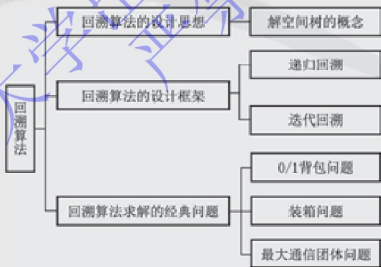 回溯算法
回溯算法的设计思想
解空间树的概念
回溯算法的设计框架
递归回溯
迭代回溯
回溯算法求解的经典问题
0/1背包问题
装箱问题
最大通信团体问题
大学